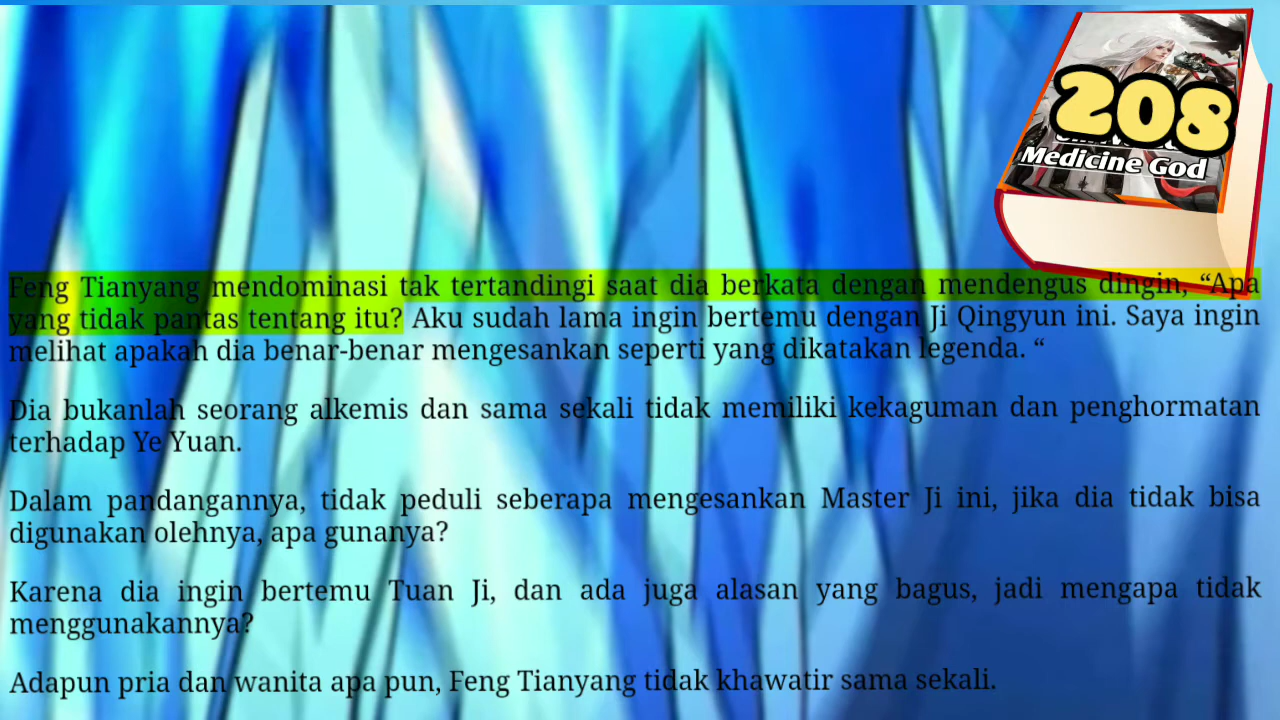 208
Medicine God
Feng Tianyang mendominasi tak tertandingi saat dia berkata dengan mendengus dingin, “Apa
yang tidak pantas tentang itu? Aku sudah lama ingin bertemu dengan Ji Qingyun ini. Saya ingin
melihat apakah dia benar-benar mengesankan seperti yang dikatakan legenda. “
Dia bukanlah seorang alkemis dan sama sekali tidak memiliki kekaguman dan penghormatan
terhadap Ye Yuan.
Dalam pandangannya, tidak peduli seberapa mengesankan Master Ji ini, jika dia tidak bisa
digunakan olehnya, apa gunanya?
Karena dia ingin bertemu Tuan Ji, dan ada juga alasan yang bagus, jadi mengapa tidak
menggunakannya?
Adapun pria dan wanita apa pun, Feng Tianyang tidak khawatir sama sekali.